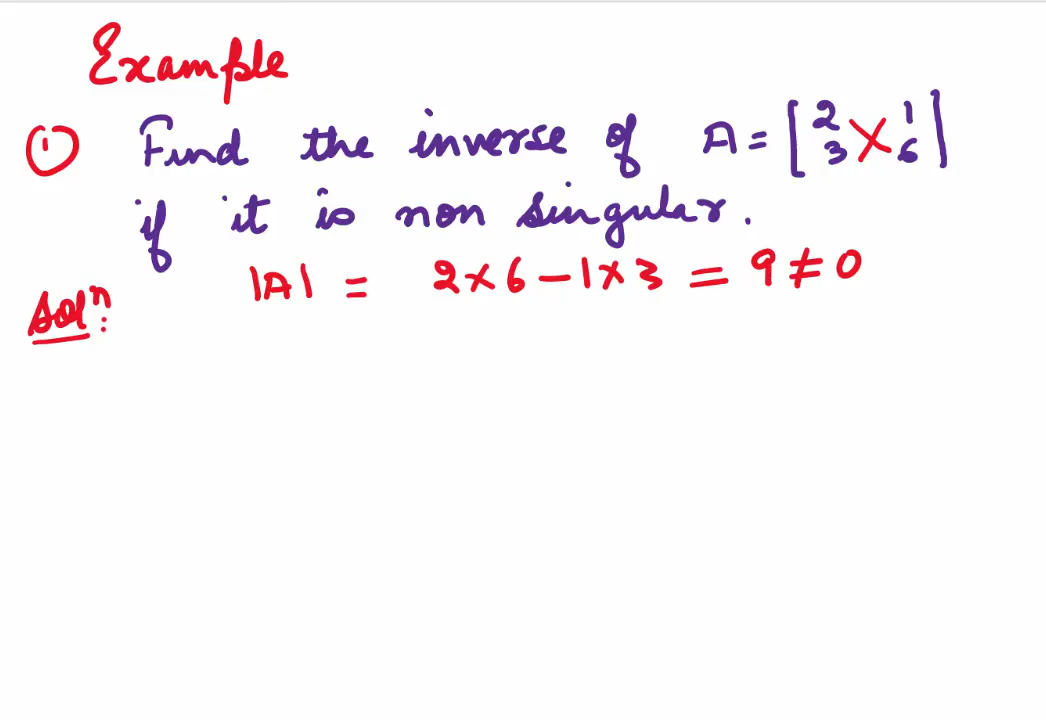 Example
① Find the inverse of A = [2 1
3 6]
if it is non singular.
|A| = 2×6−1×3 = 9≠0
Solⁿ: